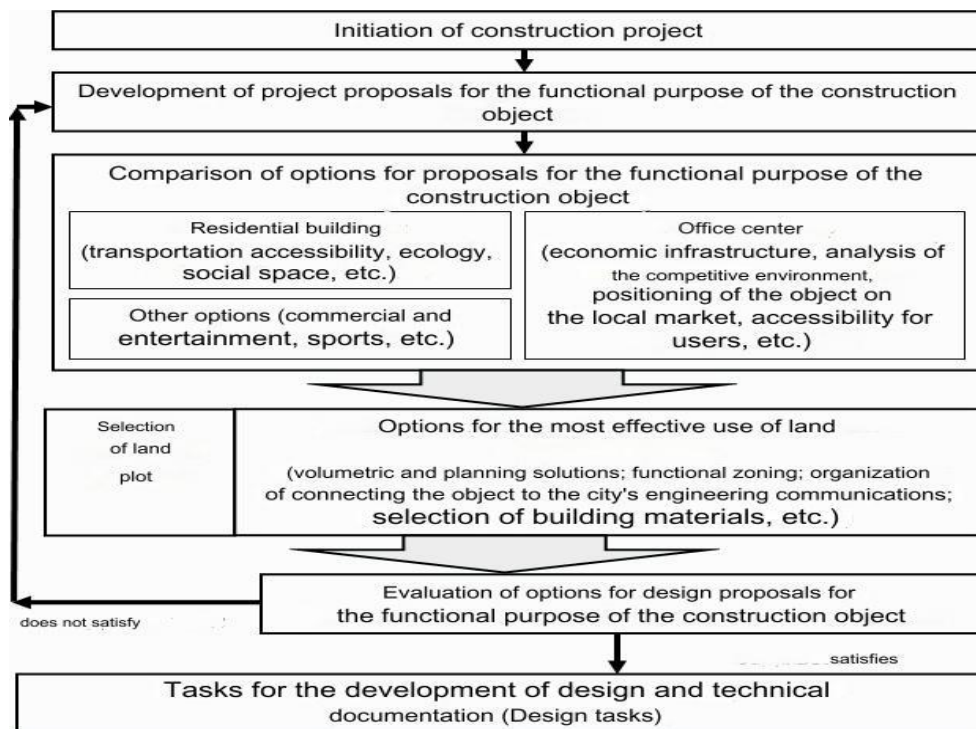 Initiation of construction project
Development of project proposals for the functional purpose of the construction
object
Comparison of options for proposals for the functional purpose of the
construction object
Residential building
(transportation accessibility, ecology,
social space, etc.)
Other options (commercial and
entertainment, sports, etc.)
Office center
(economic infrastructure, analysis of
the competitive environment,
positioning of the object on
the local market, accessibility for
users, etc.)
Selection
of land
plot
Options for the most effective use of land
(volumetric and planning solutions; functional zoning; organization
of connecting the object to the city's engineering communications;
selection of building materials, etc.)
Evaluation of options for design proposals for
the functional purpose of the construction object
does not satisfy
satisfies
Tasks for the development of design and technical
documentation (Design tasks)